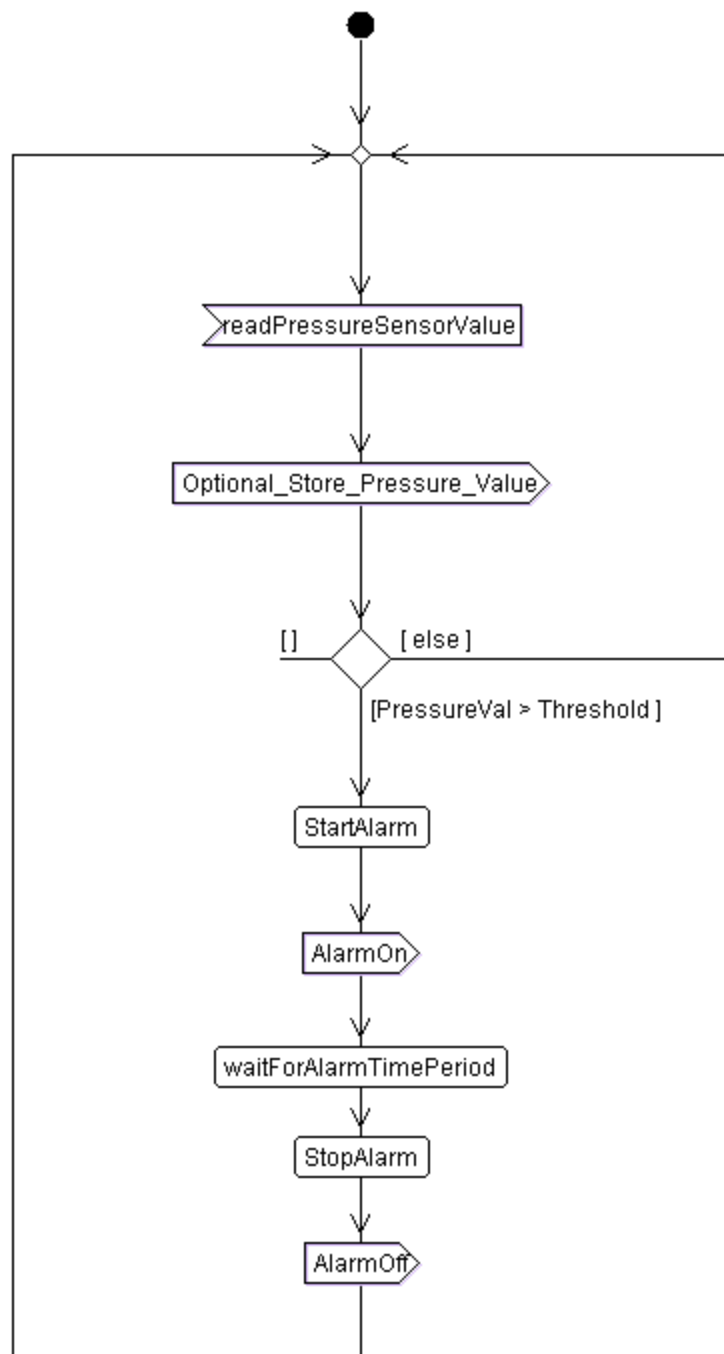 readPressureSensorValue
Optional_Store_Pressure_Value
[ ] [ else ]
[PressureVal > Threshold ]
StartAlarm
AlarmOn
waitForAlarmTimePeriod
StopAlarm
AlarmOff